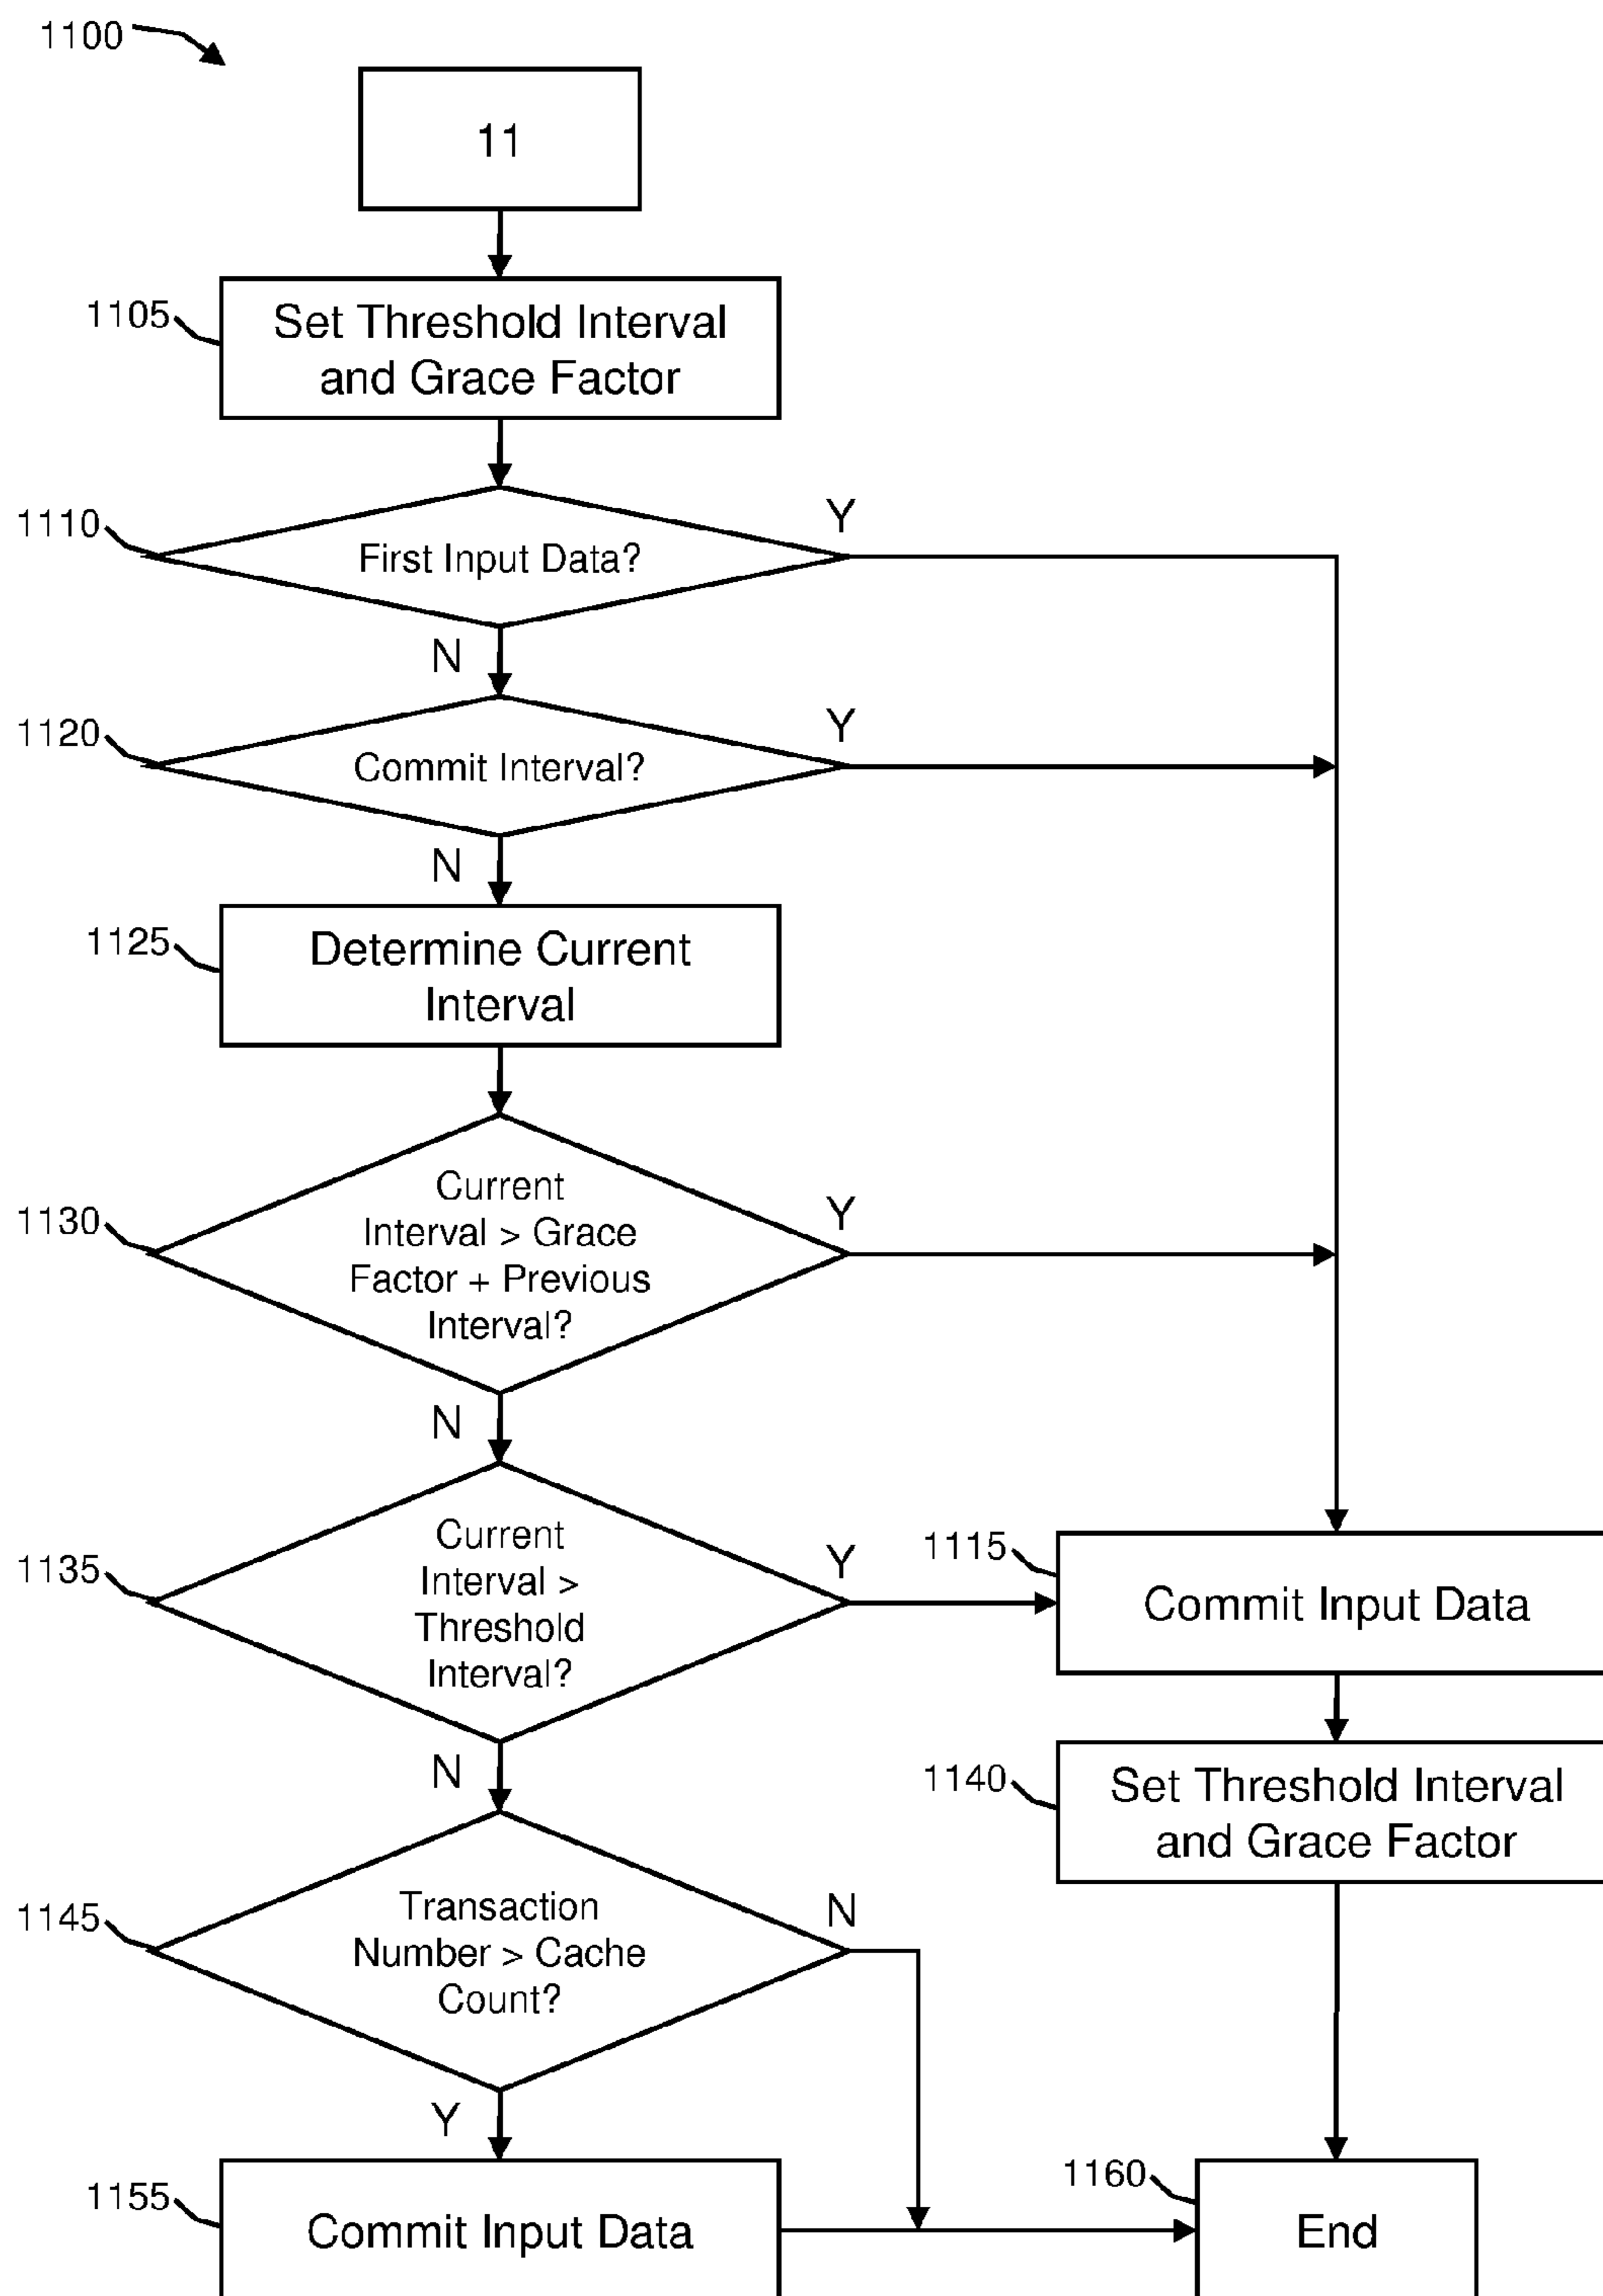 1100
11
1105
Set Threshold Interval
and Grace Factor
1110
First Input Data?
Y
N
1120
Commit Interval?
Y
N
1125
Determine Current
Interval
1130
Current
Interval > Grace
Factor + Previous
Interval?
Y
N
1135
Current
Interval >
Threshold
Interval?
Y
N
1115
Commit Input Data
1140
Set Threshold Interval
and Grace Factor
1145
Transaction
Number > Cache
Count?
N
Y
1155
Commit Input Data
1160
End